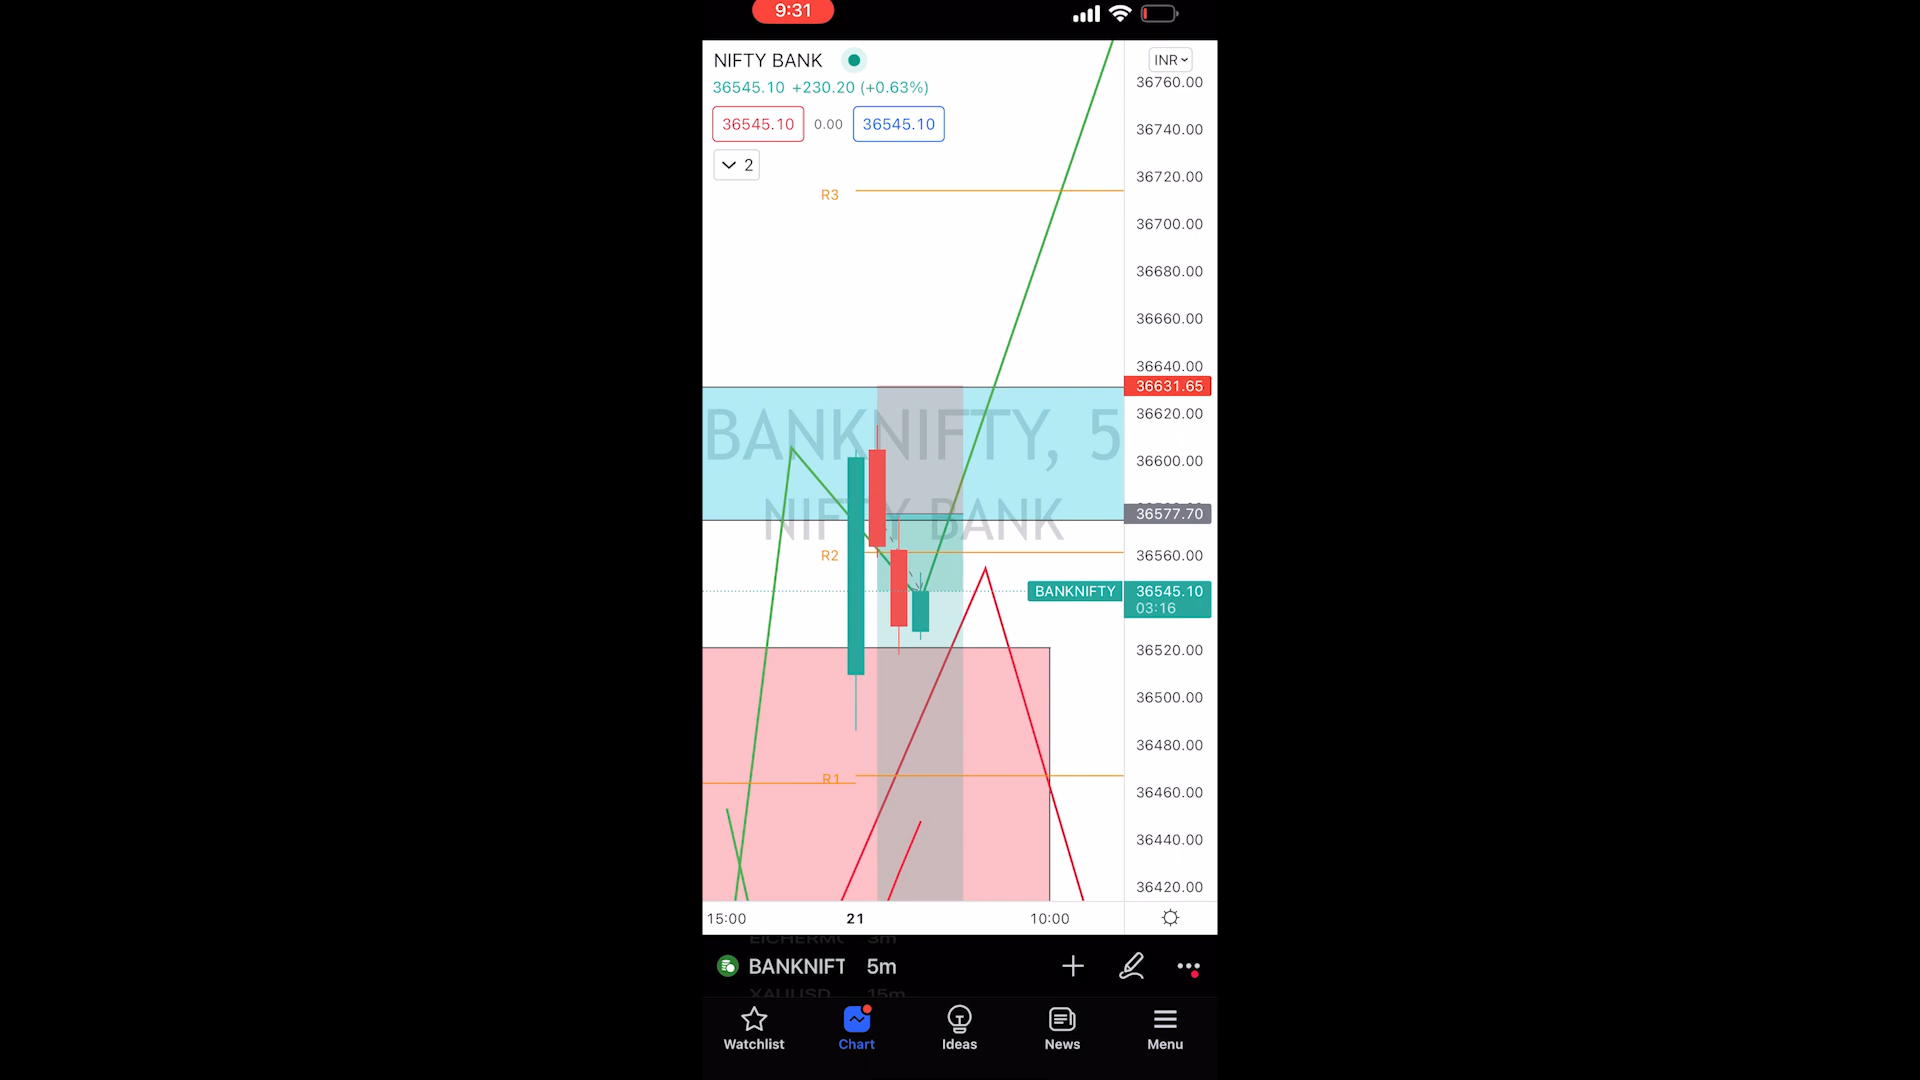 9:31
NIFTY BANK
INR
36545.10 +230.20 (+0.63%)
36545.10 0.00 36545.10
2
36760.00
36740.00
36720.00
36700.00
36680.00
36660.00
36640.00
36631.65
36620.00
36600.00
36577.70
36560.00
BANKNIFTY 36545.10
03:16
36520.00
36500.00
36480.00
36460.00
36440.00
36420.00
R3
BANKNIFTY, 5
NIFTY BANK
R2
R1
15:00 21 10:00
3m
BANKNIFT 5m
XAUUSD 15m
Watchlist Chart Ideas News Menu